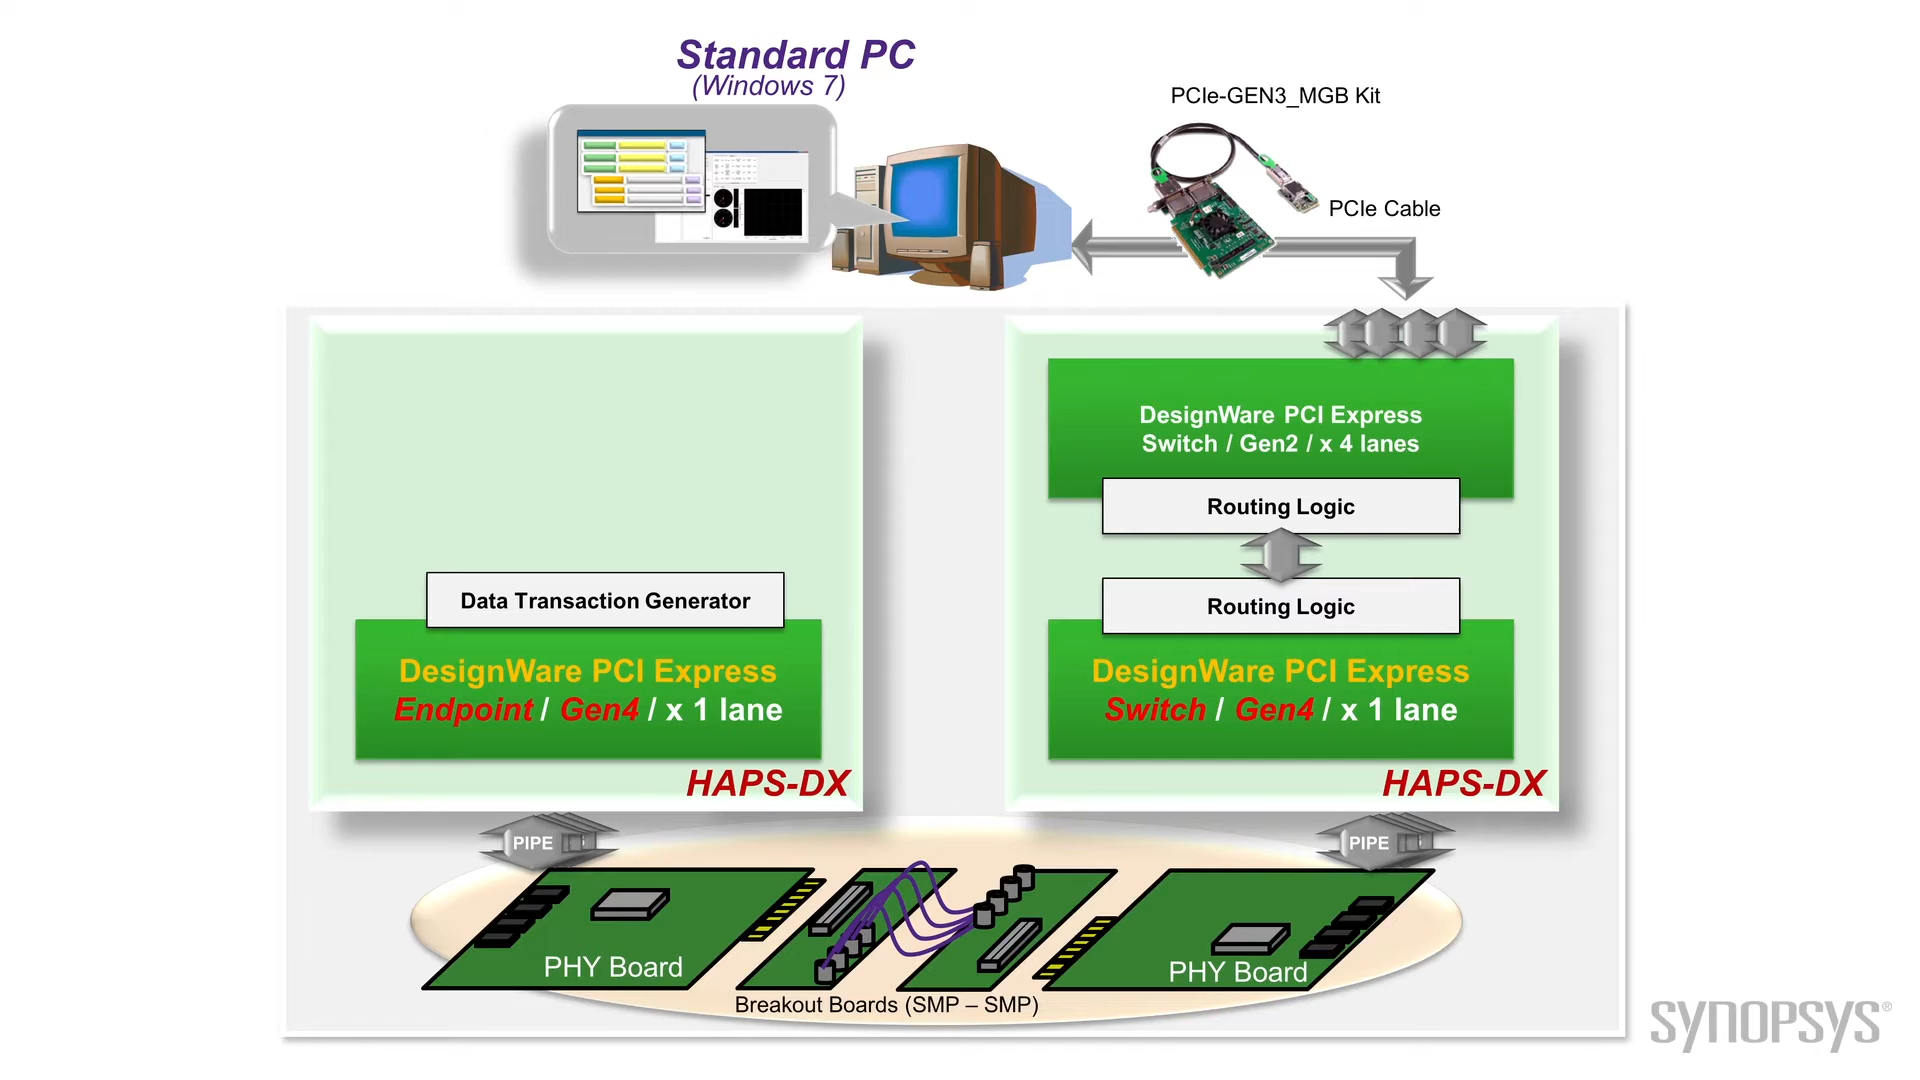 Standard PC
(Windows 7)
PCIe-GEN3_MGB Kit
PCIe Cable
DesignWare PCI Express
Switch / Gen2 / x 4 lanes
Routing Logic
Routing Logic
DesignWare PCI Express
Switch / Gen4 / x 1 lane
HAPS-DX
Data Transaction Generator
DesignWare PCI Express
Endpoint / Gen4 / x 1 lane
HAPS-DX
PIPE
PIPE
PHY Board
PHY Board
Breakout Boards (SMP – SMP)
SYNOPSYS®